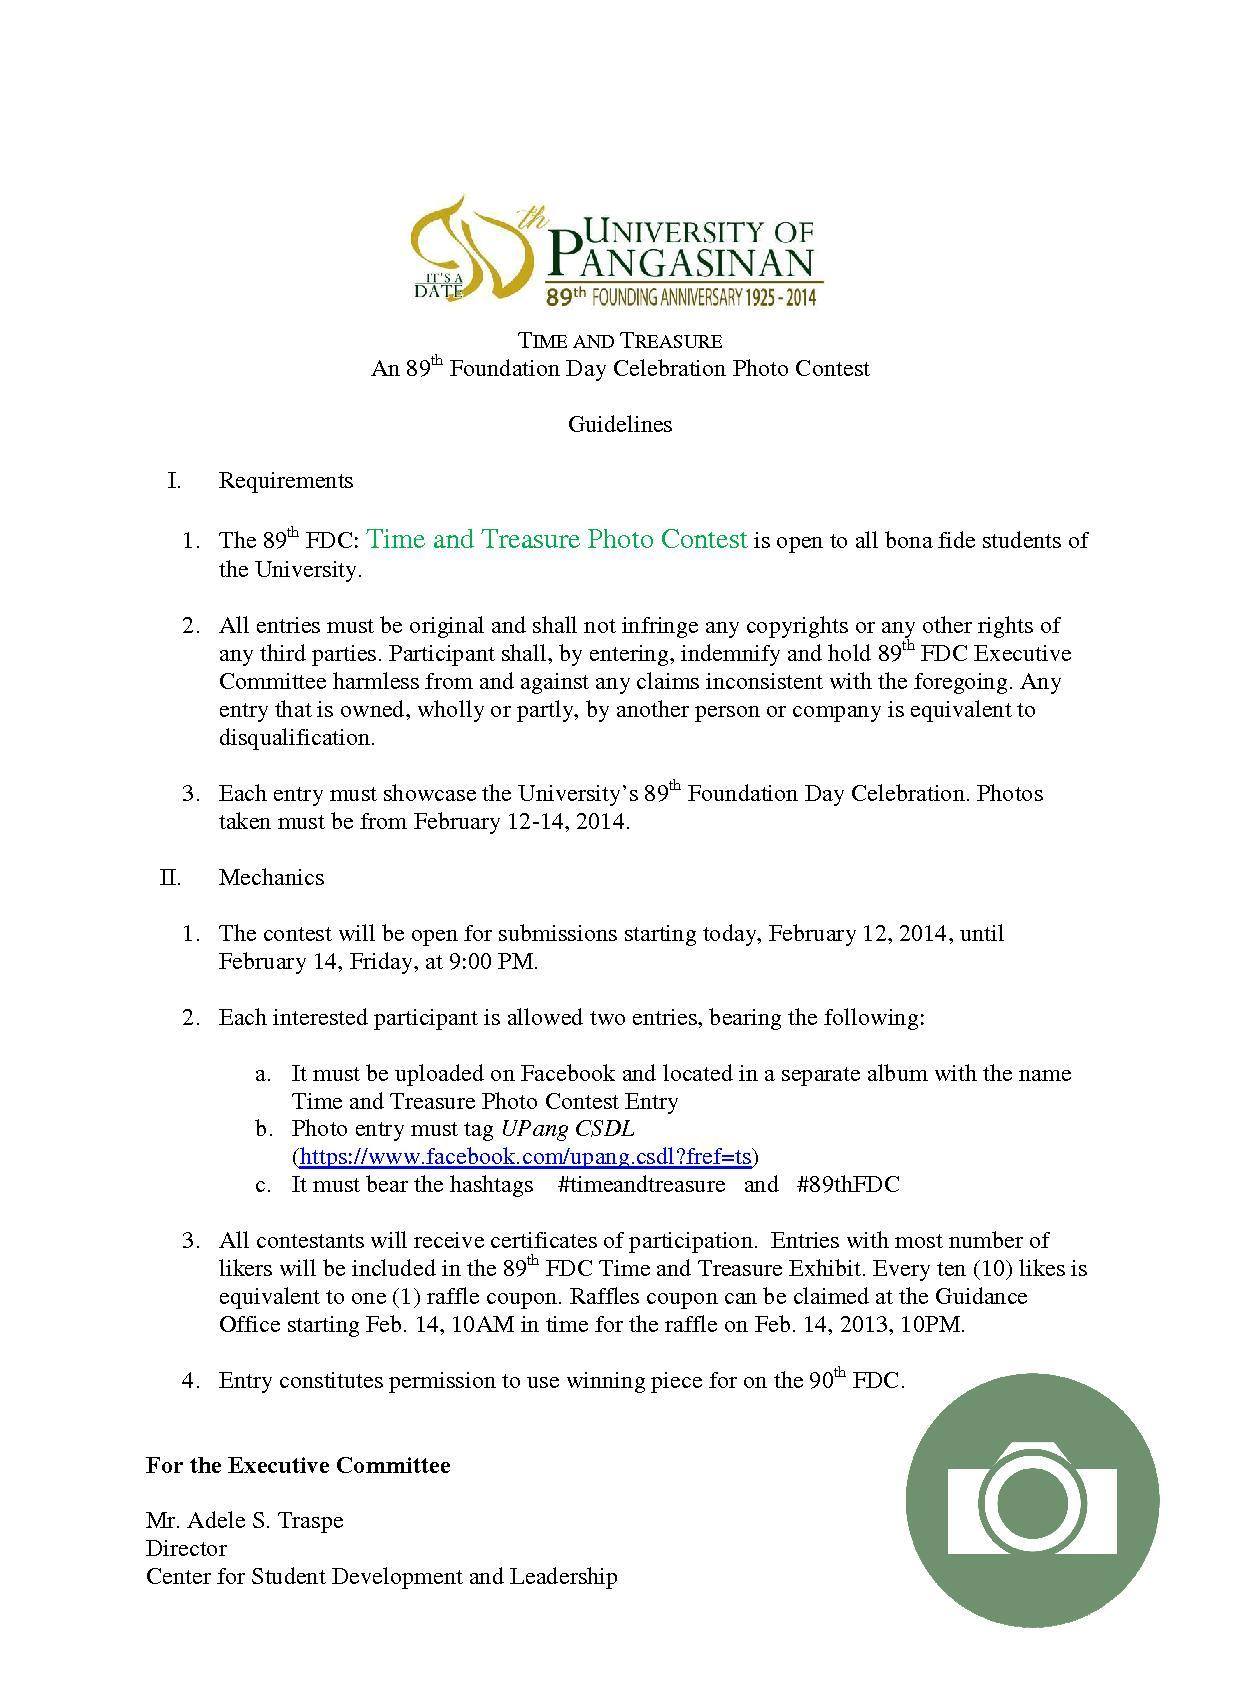 th
IT'S A
DATE
UNIVERSITY OF
PANGASINAN
89th FOUNDING ANNIVERSARY 1925 - 2014
TIME AND TREASURE
An 89th Foundation Day Celebration Photo Contest
Guidelines
I. Requirements
1. The 89th FDC: Time and Treasure Photo Contest is open to all bona fide students of
the University.
2. All entries must be original and shall not infringe any copyrights or any other rights of
any third parties. Participant shall, by entering, indemnify and hold 89th FDC Executive
Committee harmless from and against any claims inconsistent with the foregoing. Any
entry that is owned, wholly or partly, by another person or company is equivalent to
disqualification.
3. Each entry must showcase the University’s 89th Foundation Day Celebration. Photos
taken must be from February 12-14, 2014.
II. Mechanics
1. The contest will be open for submissions starting today, February 12, 2014, until
February 14, Friday, at 9:00 PM.
2. Each interested participant is allowed two entries, bearing the following:
a. It must be uploaded on Facebook and located in a separate album with the name
Time and Treasure Photo Contest Entry
b. Photo entry must tag UPang CSDL
(https://www.facebook.com/upang.csdl?fref=ts)
c. It must bear the hashtags #timeandtreasure and #89thFDC
3. All contestants will receive certificates of participation. Entries with most number of
likers will be included in the 89th FDC Time and Treasure Exhibit. Every ten (10) likes is
equivalent to one (1) raffle coupon. Raffles coupon can be claimed at the Guidance
Office starting Feb. 14, 10AM in time for the raffle on Feb. 14, 2013, 10PM.
4. Entry constitutes permission to use winning piece for on the 90th FDC.
For the Executive Committee
Mr. Adele S. Traspe
Director
Center for Student Development and Leadership